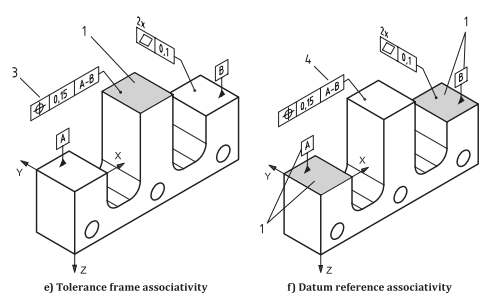 1
2x
0,1
3
0,15 A-B
B
A
X
Y
Z
e) Tolerance frame associativity
1
2x
0,1
4
0,15 A-B
B
A
X
Y
1
Z
f) Datum reference associativity